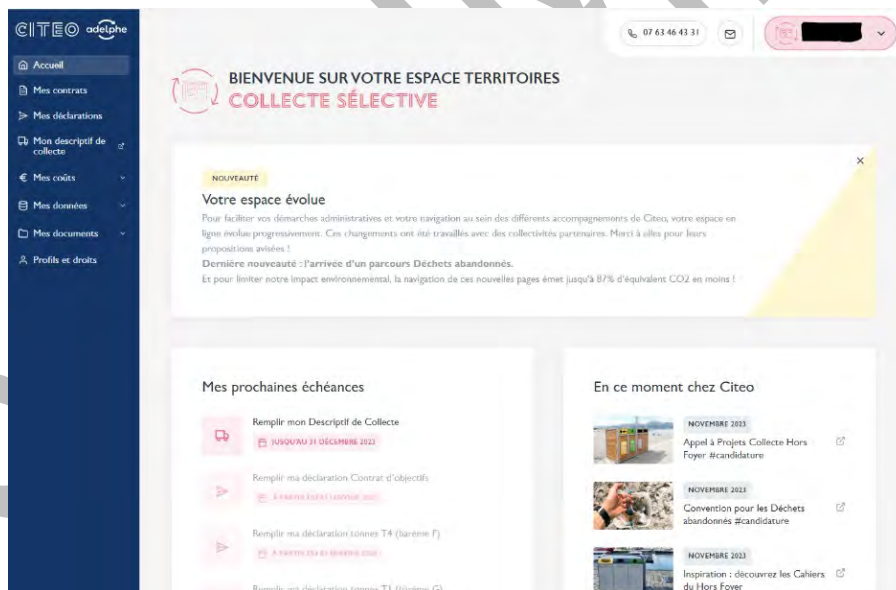 CITEO adelphe
07 63 46 43 31
Accueil
Mes contrats
Mes déclarations
Mon descriptif de
collecte
Mes coûts
Mes données
Mes documents
Profils et droits
BIENVENUE SUR VOTRE ESPACE TERRITOIRES
COLLECTE SÉLECTIVE
NOUVEAUTÉ
Votre espace évolue
Pour faciliter vos démarches administratives et votre navigation au sein des différents accompagnements de Citeo, votre espace en
ligne évolue progressivement. Ces changements ont été travaillés avec des collectivités partenaires. Merci à elles pour leurs
propositions avisées !
Dernière nouveauté : l'arrivée d'un parcours Déchets abandonnés.
Et pour limiter notre impact environnemental, la navigation de ces nouvelles pages émet jusqu'à 87% d'équivalent CO2 en moins !
Mes prochaines échéances
Remplir mon Descriptif de Collecte
JUSQU'AU 31 DÉCEMBRE 2023
Remplir ma déclaration Contrat d'objectifs
Remplir ma déclaration tonnes T4 (barème F)
Remplir ma déclaration tonnes T1 (barème G)
En ce moment chez Citeo
NOVEMBRE 2023
Appel à Projets Collecte Hors
Foyer #candidature
NOVEMBRE 2023
Convention pour les Déchets
abandonnés #candidature
NOVEMBRE 2023
Inspiration : découvrez les Cahiers
du Hors Foyer